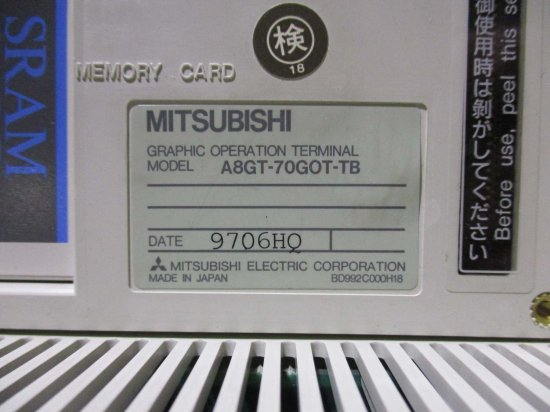 SRAM
MEMORY CARD
検
18
MITSUBISHI
GRAPHIC OPERATION TERMINAL
MODEL A8GT-70GOT-TB
DATE 9706HQ
MITSUBISHI ELECTRIC CORPORATION
MADE IN JAPAN BD992C000H18
御使用時は剝がしてください
Before use, peel this se